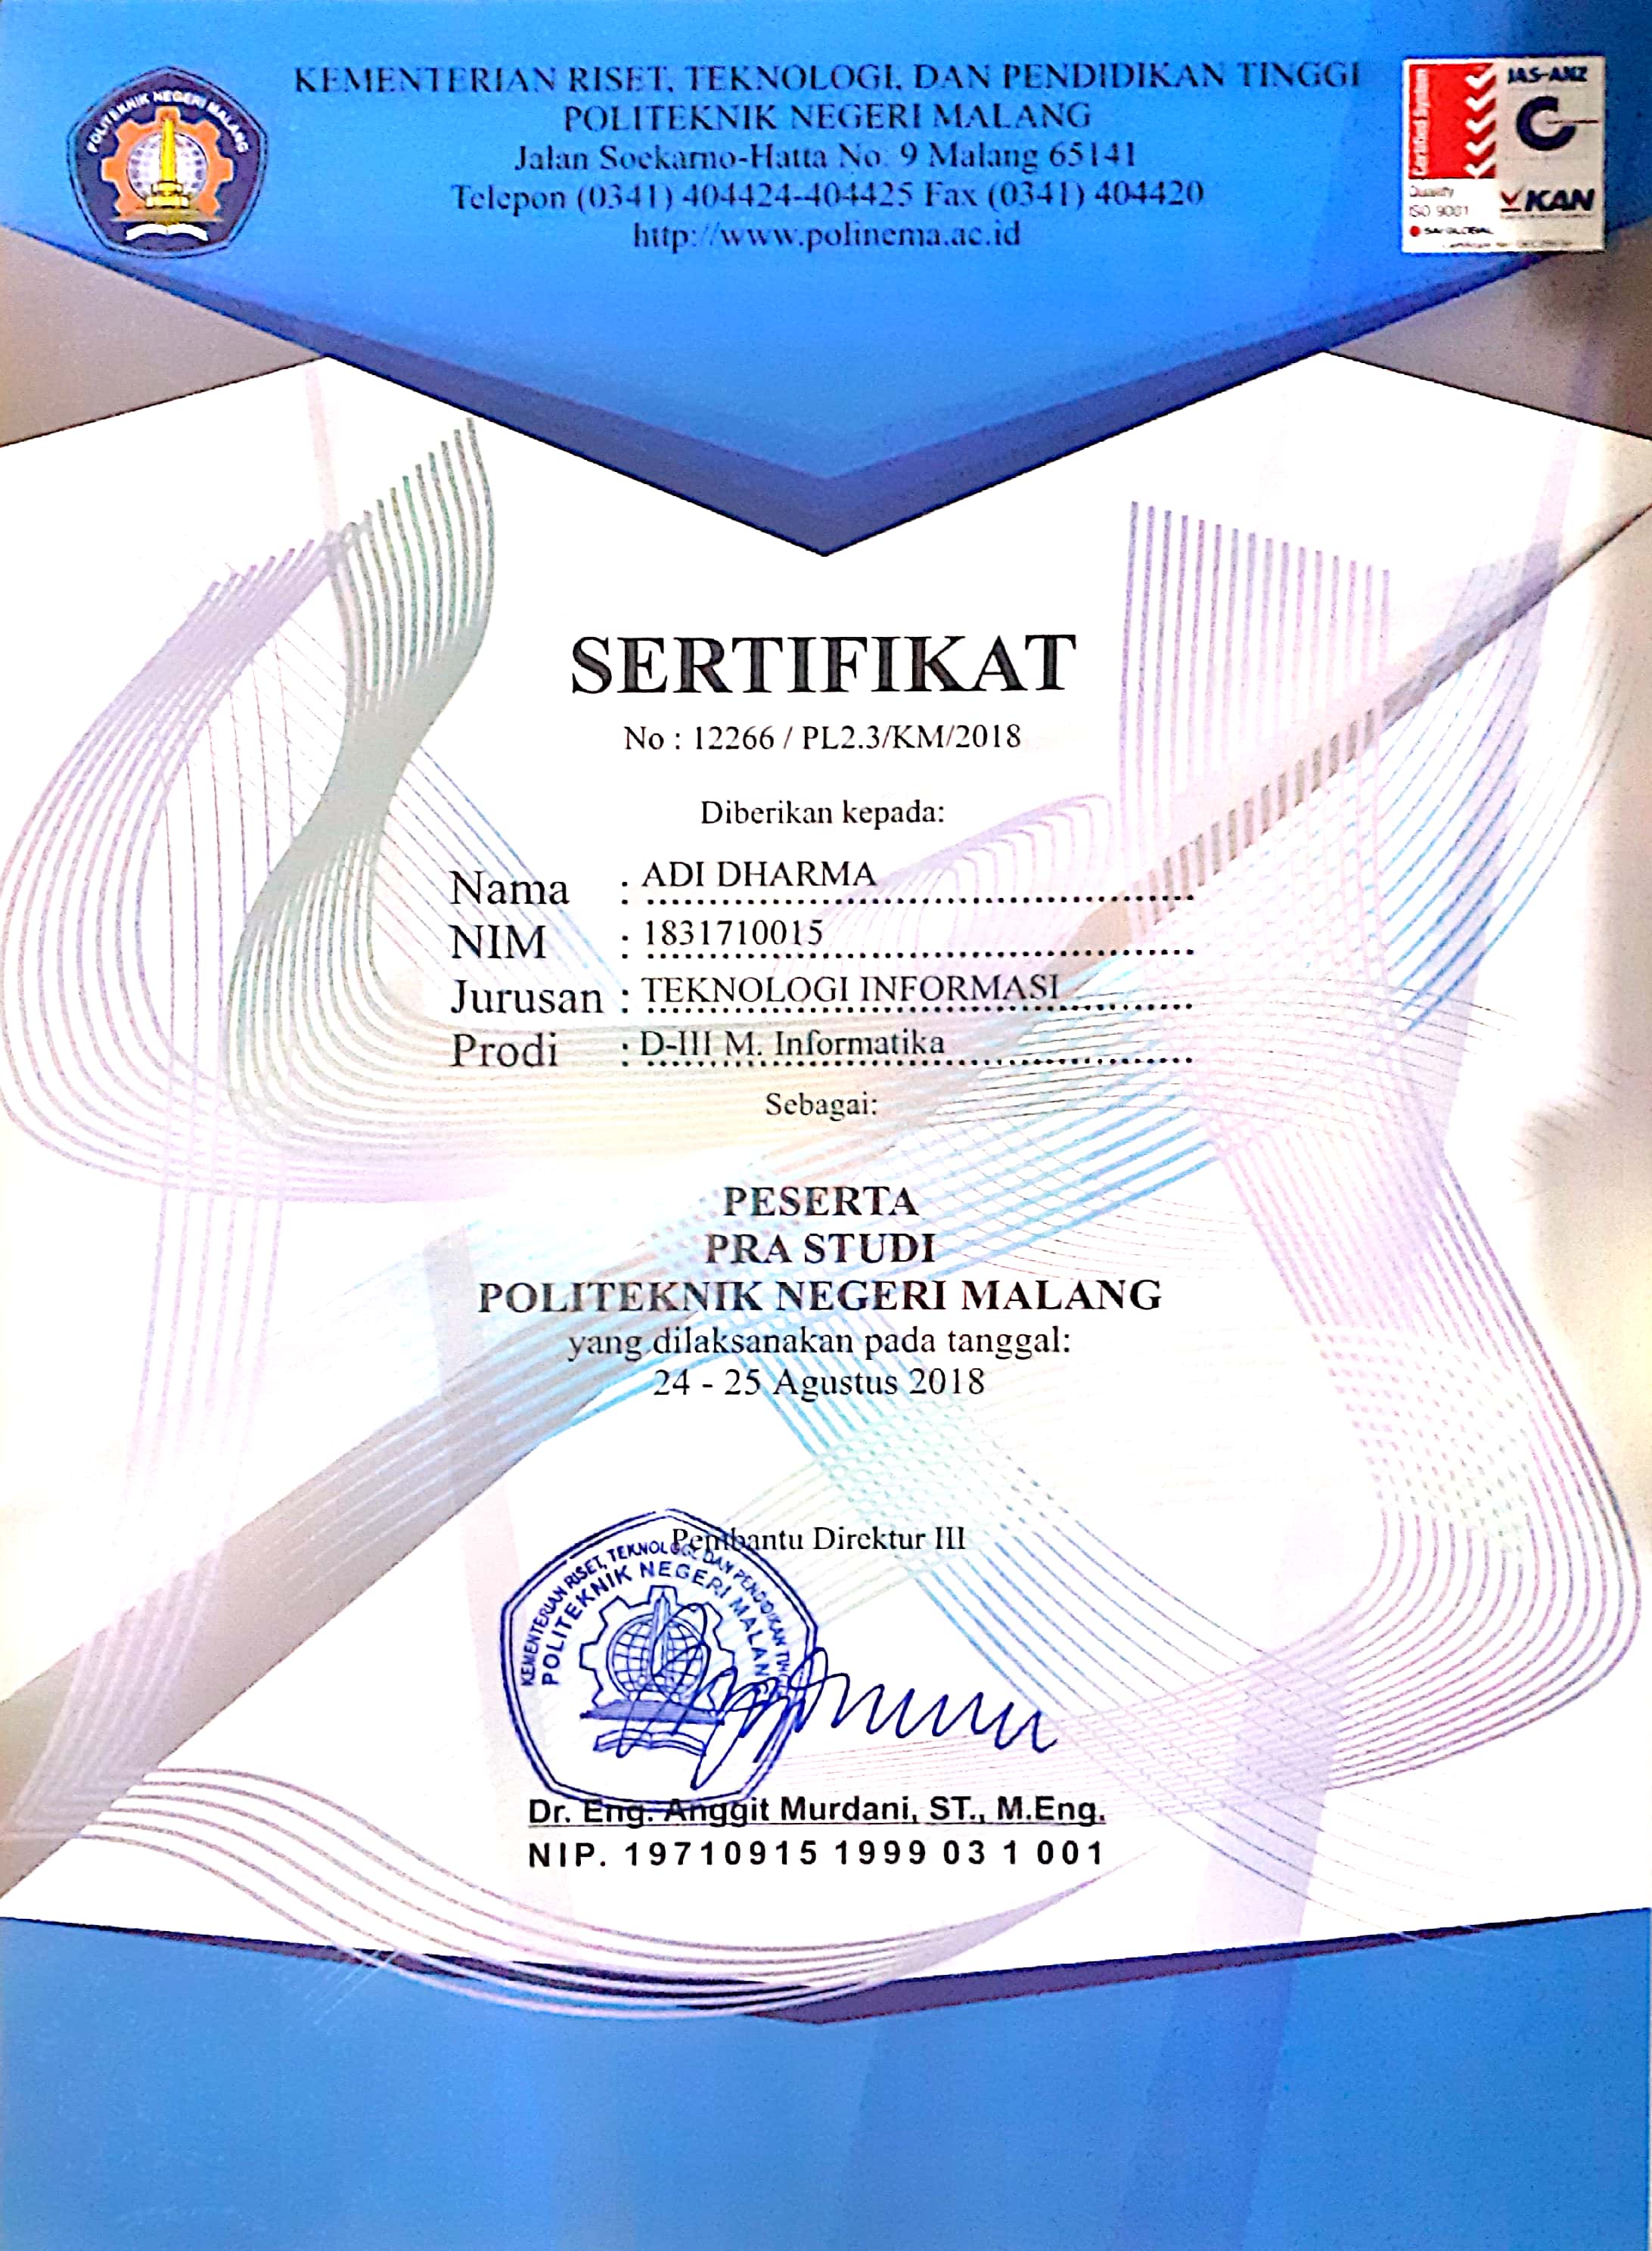 KEMENTERIAN RISET, TEKNOLOGI, DAN PENDIDIKAN TINGGI
POLITEKNIK NEGERI MALANG
Jalan Soekarno-Hatta No. 9 Malang 65141
Telepon (0341) 404424-404425 Fax (0341) 404420
http://www.polinema.ac.id
POLITEKNIK NEGERI MALANG
Certified System
JAS-ANZ
Quality
ISO 9001
SAI GLOBAL
KAN
SERTIFIKAT
No : 12266 / PL2.3/KM/2018
Diberikan kepada:
Nama : ADI DHARMA
NIM : 1831710015
Jurusan : TEKNOLOGI INFORMASI
Prodi : D-III M. Informatika
Sebagai:
PESERTA
PRA STUDI
POLITEKNIK NEGERI MALANG
yang dilaksanakan pada tanggal:
24 - 25 Agustus 2018
Pembantu Direktur III
KEMENTERIAN RISET, TEKNOLOGI, DAN PENDIDIKAN
POLITEKNIK NEGERI MALANG
Dr. Eng. Anggit Murdani, ST., M.Eng.
NIP. 19710915 1999 03 1 001